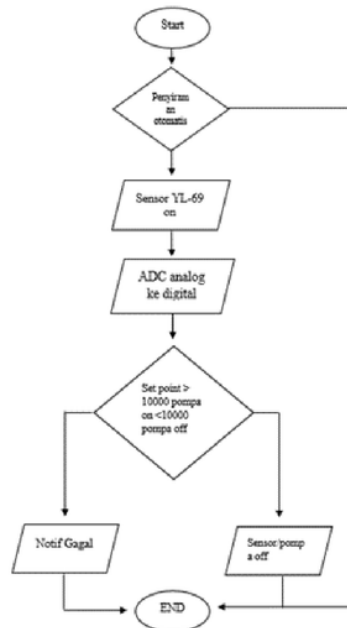 Start
Penyiram
an
otomatis
Sensor YL-69
on
ADC analog
ke digital
Set point >
10000 pompa
on <10000
pompa off
Notif Gagal
Sensor/pomp
a off
END